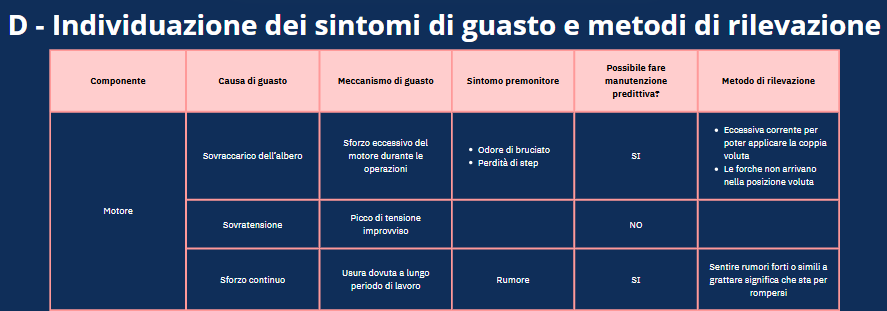 D - Individuazione dei sintomi di guasto e metodi di rilevazione
Componente
Causa di guasto
Meccanismo di guasto
Sintomo premonitore
Possibile fare
manutenzione
predittiva?
Metodo di rilevazione
Motore
Sovraccarico dell'albero
Sforzo eccessivo del
motore durante le
operazioni
• Odore di bruciato
• Perdità di step
SI
• Eccessiva corrente per
poter applicare la coppia
voluta
• Le forche non arrivano
nella posizione voluta
Sovratensione
Picco di tensione
improvviso
NO
Sforzo continuo
Usura dovuta a lungo
periodo di lavoro
Rumore
SI
Sentire rumori forti o simili a
grattare significa che sta per
rompersi